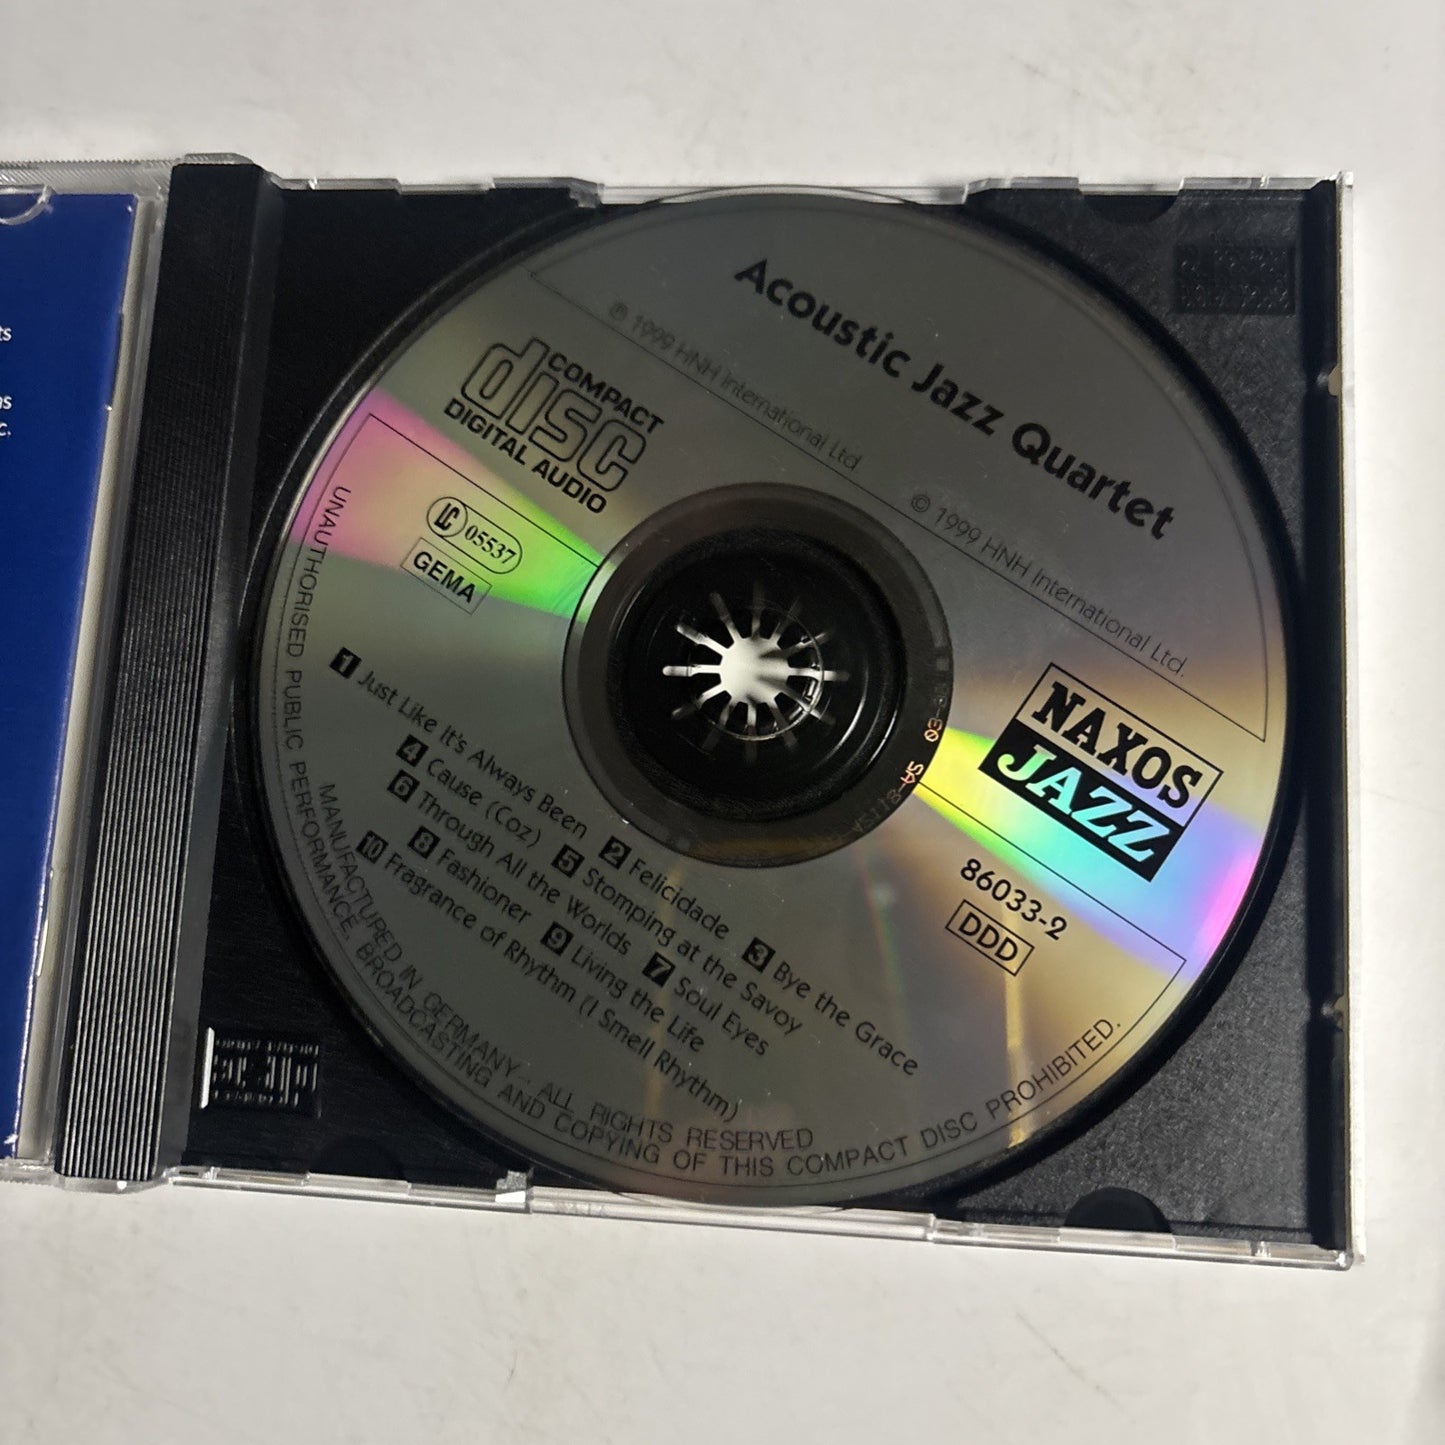 Acoustic Jazz Quartet
℗ 1999 HNH International Ltd.
© 1999 HNH International Ltd.
COMPACT
disc
DIGITAL AUDIO
LC 05537
GEMA
NAXOS
JAZZ
86033-2
DDD
1 Just Like It's Always Been 2 Felicidade 3 Bye the Grace
4 Cause (Coz) 5 Stomping at the Savoy
6 Through All the Worlds 7 Soul Eyes
8 Fashioner 9 Living the Life
10 Fragrance of Rhythm (I Smell Rhythm)
MANUFACTURED IN GERMANY. ALL RIGHTS RESERVED
UNAUTHORISED PUBLIC PERFORMANCE, BROADCASTING AND COPYING OF THIS COMPACT DISC PROHIBITED.